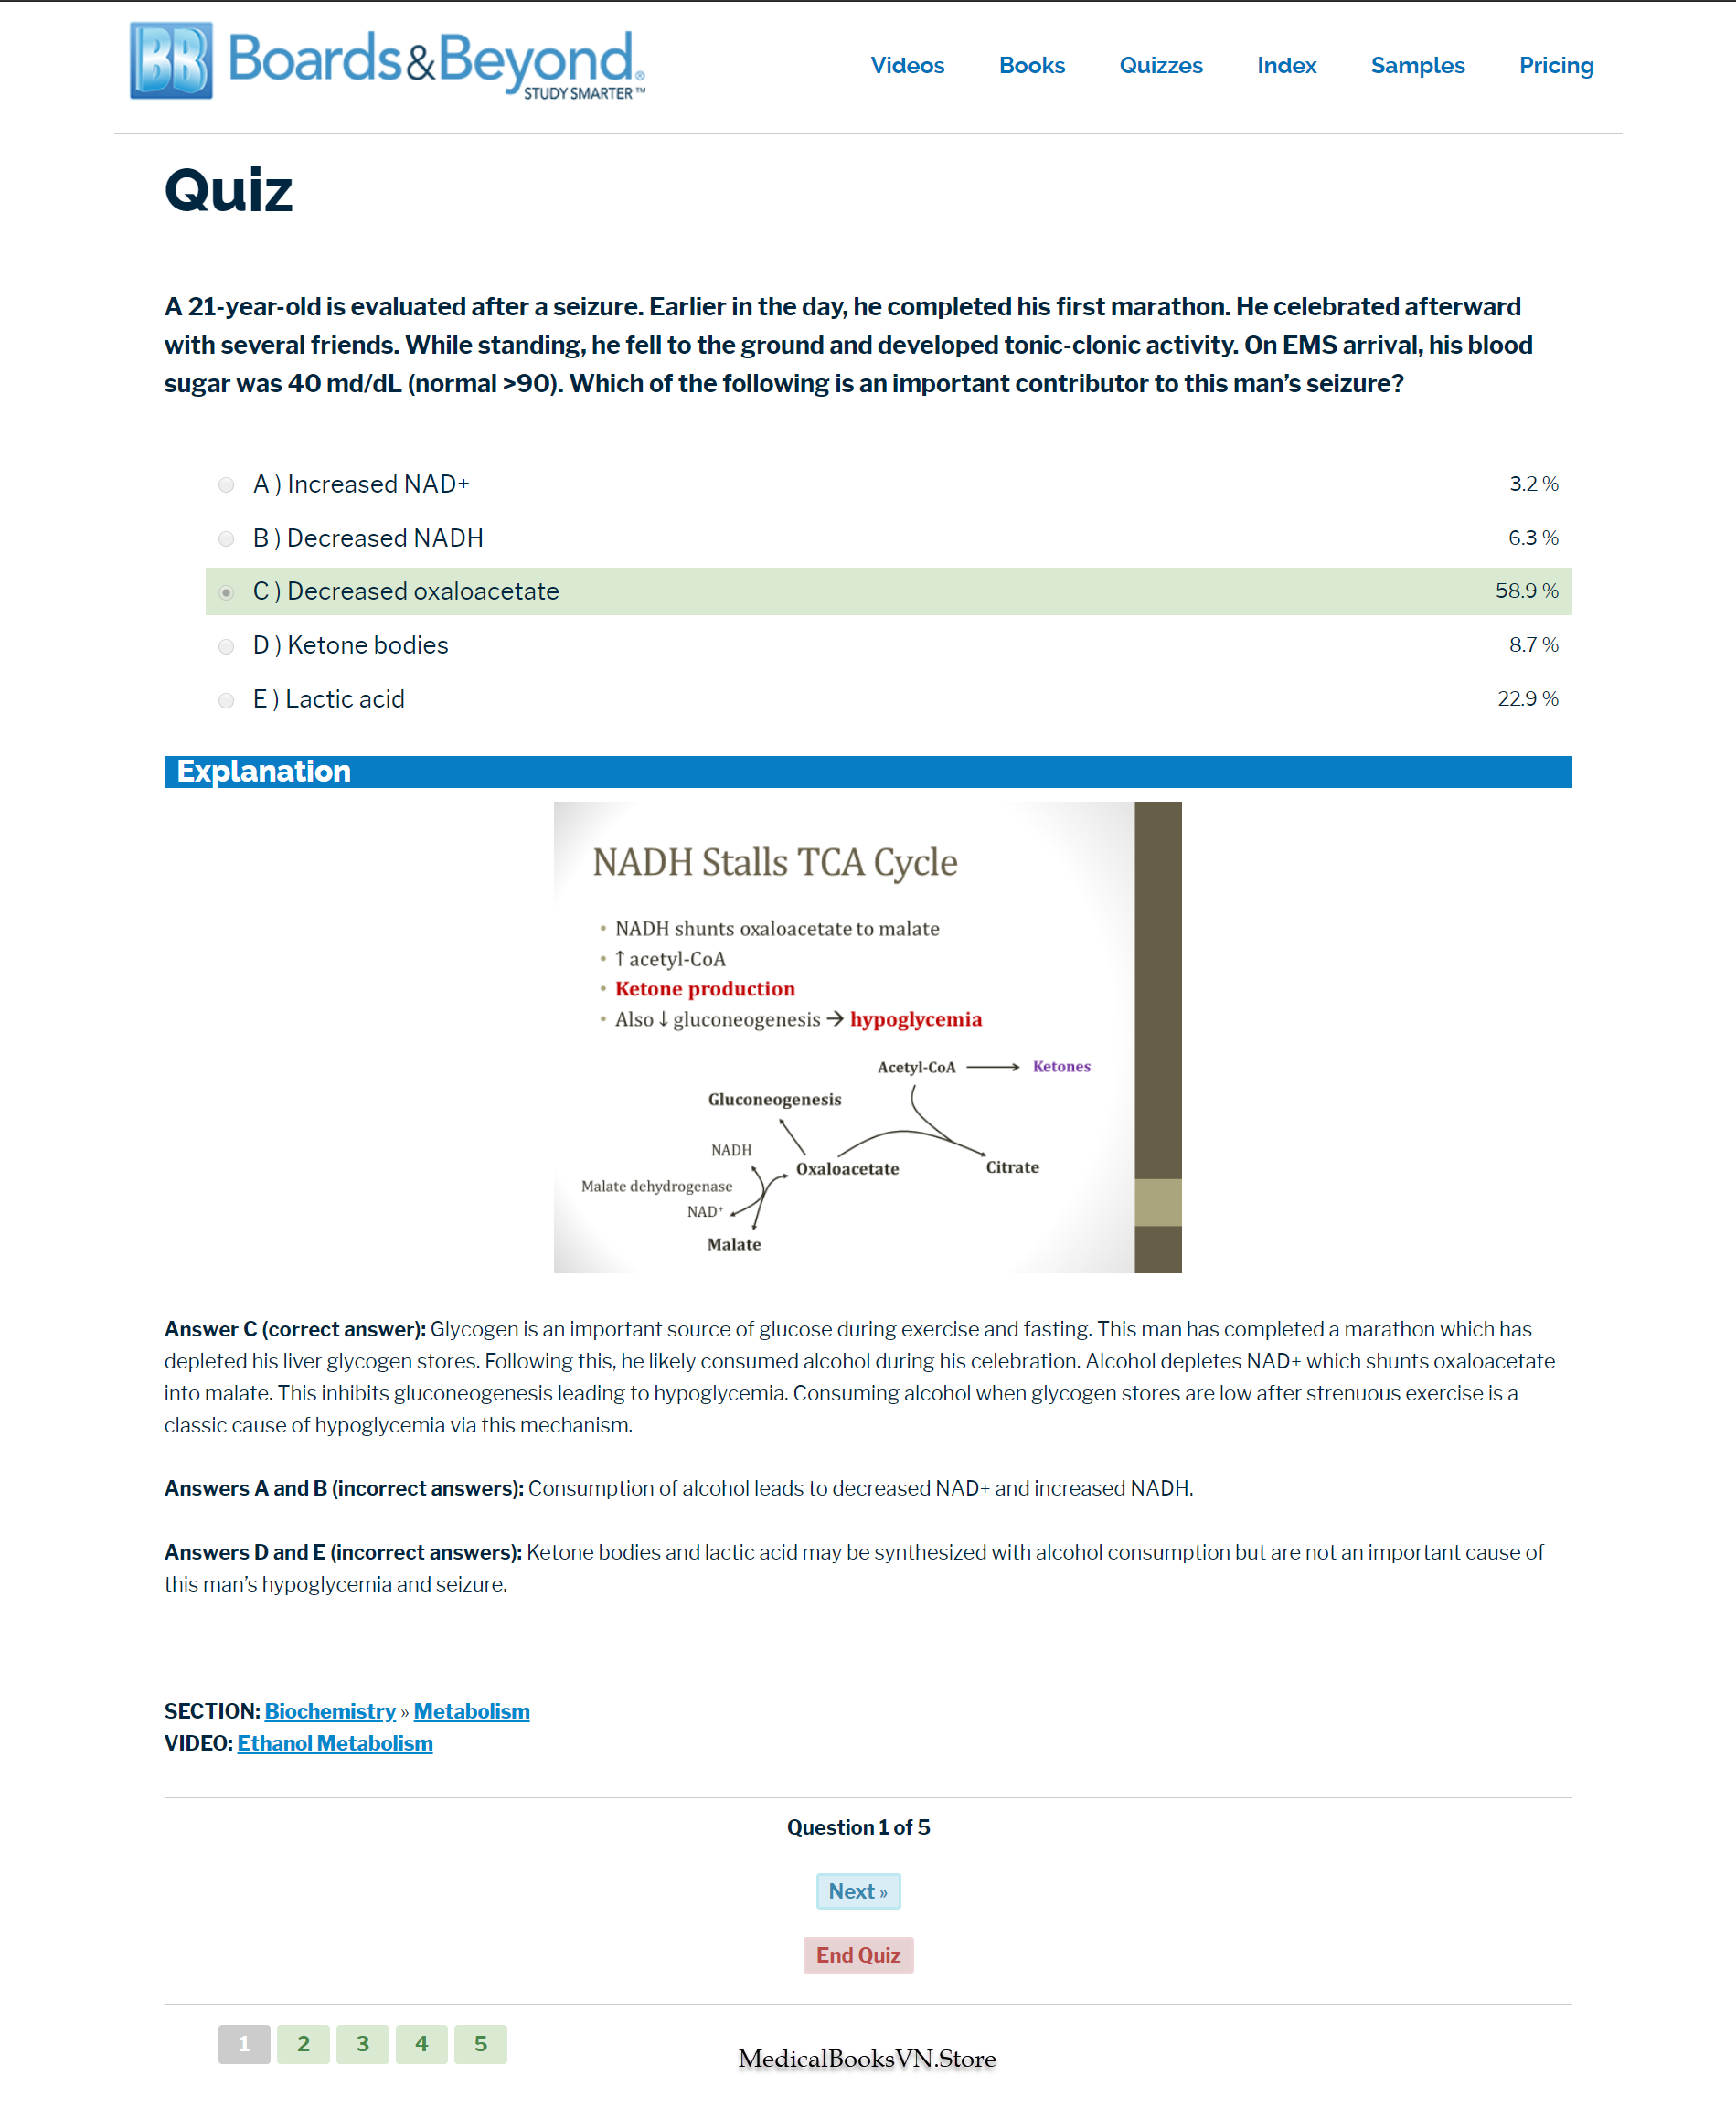 BB Boards&Beyond®
STUDY SMARTER™
Videos Books Quizzes Index Samples Pricing
Quiz
A 21-year-old is evaluated after a seizure. Earlier in the day, he completed his first marathon. He celebrated afterward
with several friends. While standing, he fell to the ground and developed tonic-clonic activity. On EMS arrival, his blood
sugar was 40 md/dL (normal >90). Which of the following is an important contributor to this man’s seizure?
A ) Increased NAD+ 3.2 %
B ) Decreased NADH 6.3 %
C ) Decreased oxaloacetate 58.9 %
D ) Ketone bodies 8.7 %
E ) Lactic acid 22.9 %
Explanation
NADH Stalls TCA Cycle
• NADH shunts oxaloacetate to malate
• ↑ acetyl-CoA
• Ketone production
• Also ↓ gluconeogenesis → hypoglycemia
Acetyl-CoA Ketones
Gluconeogenesis
NADH
Oxaloacetate Citrate
Malate dehydrogenase
NAD⁺
Malate
Answer C (correct answer): Glycogen is an important source of glucose during exercise and fasting. This man has completed a marathon which has
depleted his liver glycogen stores. Following this, he likely consumed alcohol during his celebration. Alcohol depletes NAD+ which shunts oxaloacetate
into malate. This inhibits gluconeogenesis leading to hypoglycemia. Consuming alcohol when glycogen stores are low after strenuous exercise is a
classic cause of hypoglycemia via this mechanism.
Answers A and B (incorrect answers): Consumption of alcohol leads to decreased NAD+ and increased NADH.
Answers D and E (incorrect answers): Ketone bodies and lactic acid may be synthesized with alcohol consumption but are not an important cause of
this man’s hypoglycemia and seizure.
SECTION: Biochemistry » Metabolism
VIDEO: Ethanol Metabolism
Question 1 of 5
Next »
End Quiz
1 2 3 4 5
MedicalBooksVN.Store